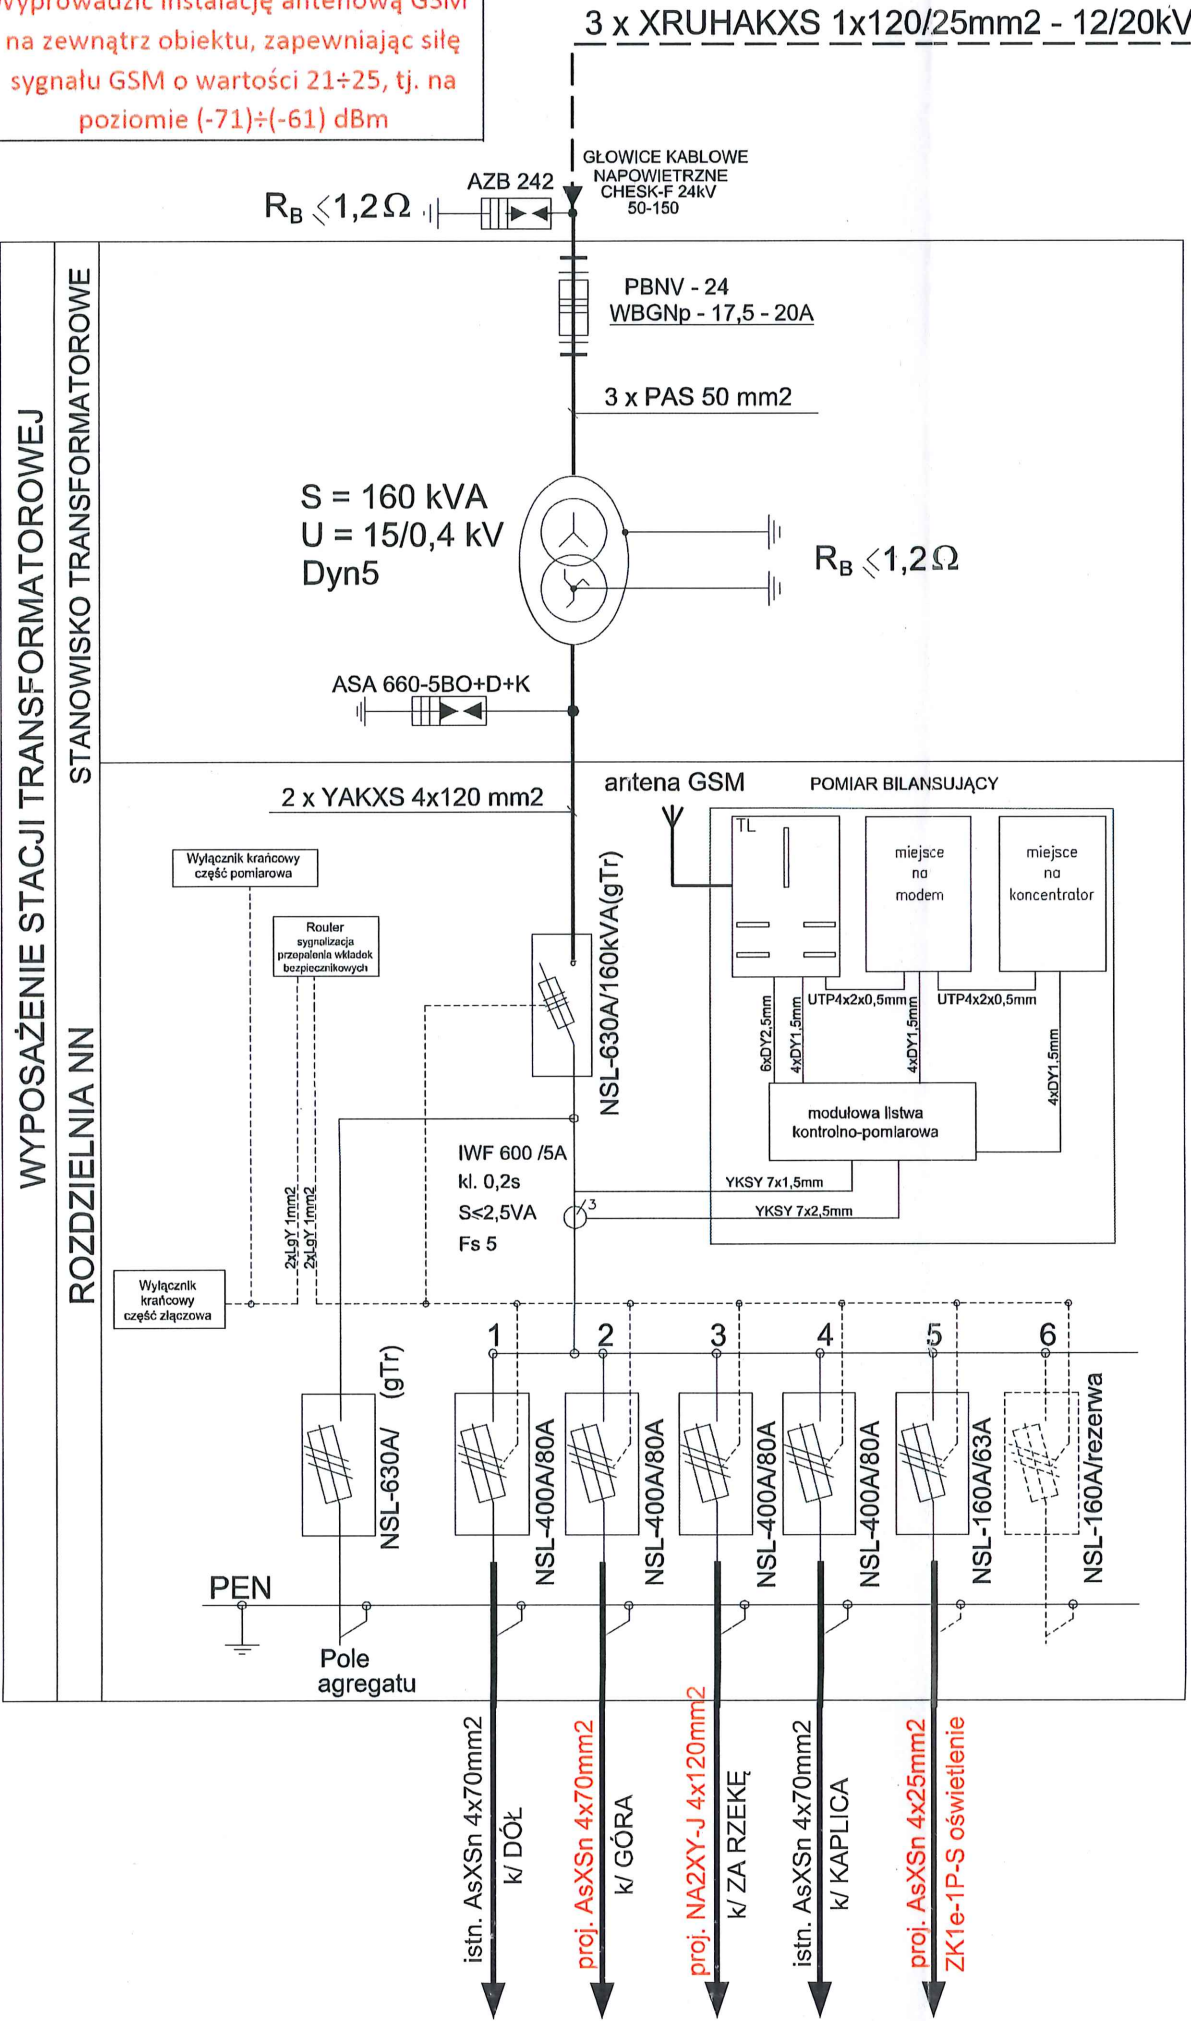 Wyprowadzić instalację antenową GSM
na zewnątrz obiektu, zapewniając siłę
sygnału GSM o wartości 21÷25, tj. na
poziomie (-71)÷(-61) dBm
3 x XRUHAKXS 1x120/25mm2 - 12/20kV
GŁOWICE KABLOWE
NAPOWIETRZNE
CHESK-F 24kV
50-150
AZB 242
RB ⩽1,2Ω
WYPOSAŻENIE STACJI TRANSFORMATOROWEJ
STANOWISKO TRANSFORMATOROWE
PBNV - 24
WBGNp - 17,5 - 20A
3 x PAS 50 mm2
S = 160 kVA
U = 15/0,4 kV
Dyn5
RB ⩽1,2Ω
ASA 660-5BO+D+K
ROZDZIELNIA NN
2 x YAKXS 4x120 mm2
antena GSM
POMIAR BILANSUJĄCY
TL
miejsce
na
modem
miejsce
na
koncentrator
Wyłącznik krańcowy
część pomiarowa
Router
sygnalizacja
przepalenia wkładek
bezpiecznikowych
NSL-630A/160kVA(gTr)
UTP4x2x0,5mm
UTP4x2x0,5mm
6xDY2,5mm
4xDY1,5mm
4xDY1,5mm
4xDY1,5mm
modułowa listwa
kontrolno-pomiarowa
IWF 600 /5A
kl. 0,2s
S≤2,5VA
Fs 5
3
YKSY 7x1,5mm
YKSY 7x2,5mm
2xLgY 1mm2
2xLgY 1mm2
Wyłącznik
krańcowy
część złączowa
1
2
3
4
5
6
NSL-630A/ (gTr)
NSL-400A/80A
NSL-400A/80A
NSL-400A/80A
NSL-400A/80A
NSL-160A/63A
NSL-160A/rezerwa
PEN
Pole
agregatu
istn. AsXSn 4x70mm2
k/ DÓŁ
proj. AsXSn 4x70mm2
k/ GÓRA
proj. NA2XY-J 4x120mm2
k/ ZA RZEKĘ
istn. AsXSn 4x70mm2
k/ KAPLICA
proj. AsXSn 4x25mm2
ZK1e-1P-S oświetlenie